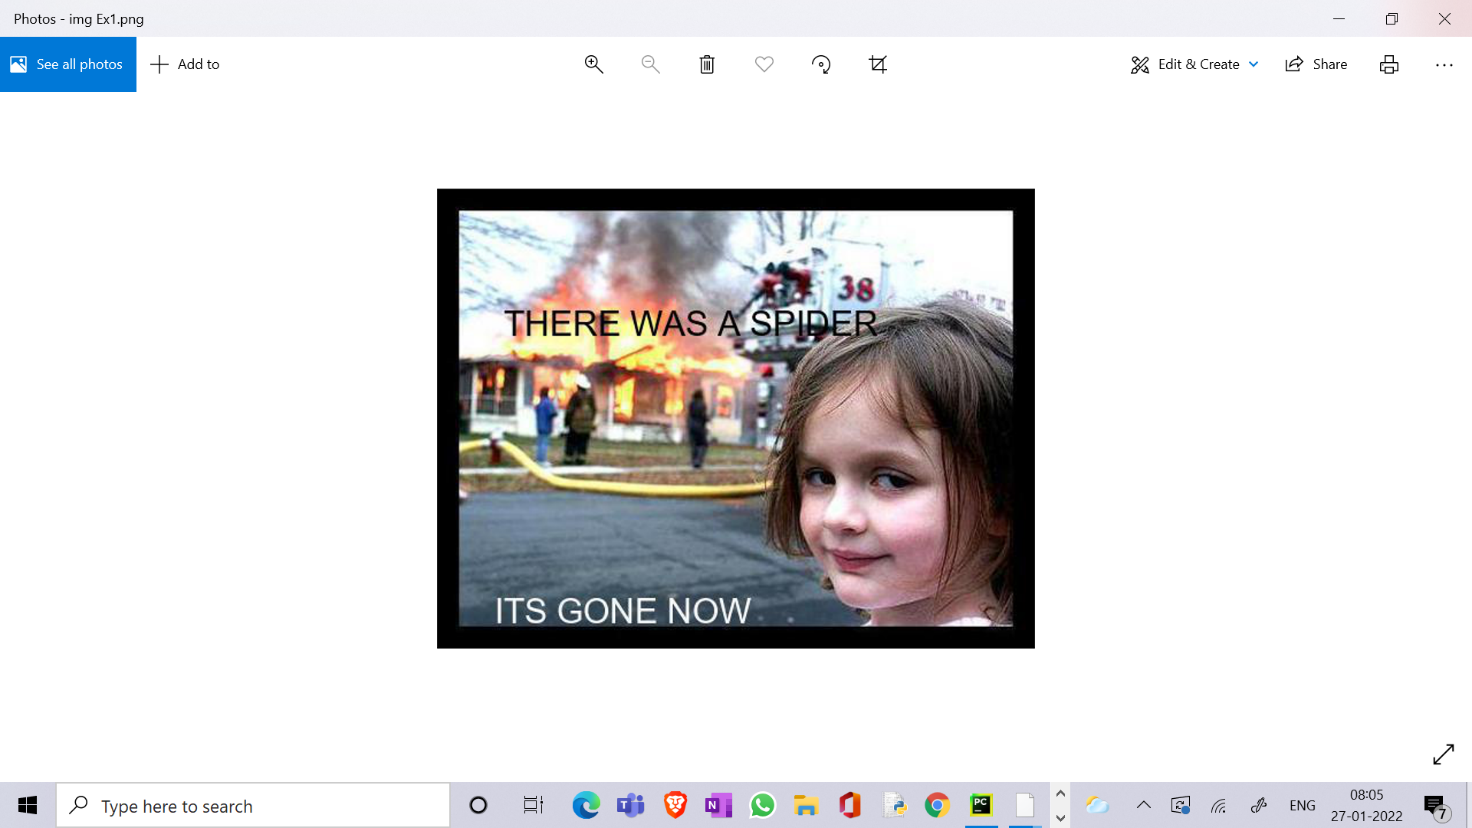 Photos - img Ex1.png
See all photos
Add to
Edit & Create
Share
38
THERE WAS A SPIDER
ITS GONE NOW
Type here to search
ENG
08:05
27-01-2022
7
PC